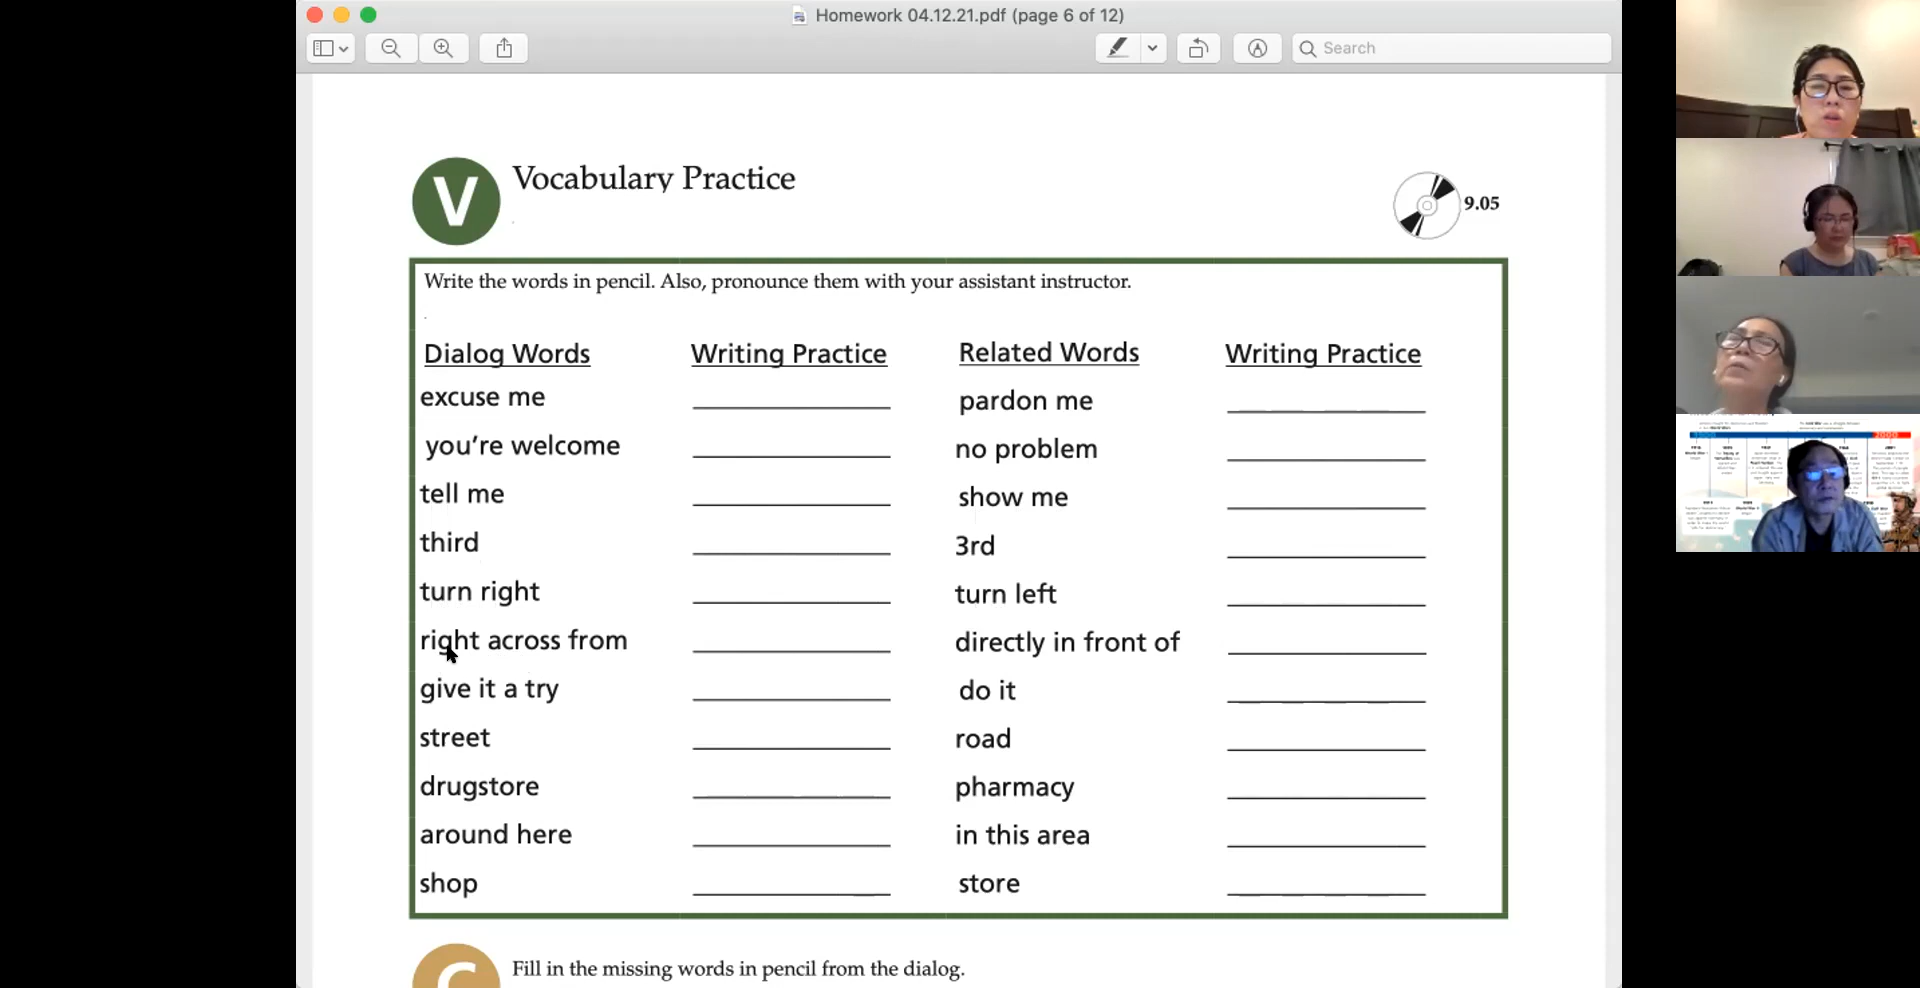 Homework 04.12.21.pdf (page 6 of 12)
Search
V
Vocabulary Practice
9.05
Write the words in pencil. Also, pronounce them with your assistant instructor.
Dialog Words Writing Practice Related Words Writing Practice
excuse me pardon me
you’re welcome no problem
tell me show me
third 3rd
turn right turn left
right across from directly in front of
give it a try do it
street road
drugstore pharmacy
around here in this area
shop store
Fill in the missing words in pencil from the dialog.